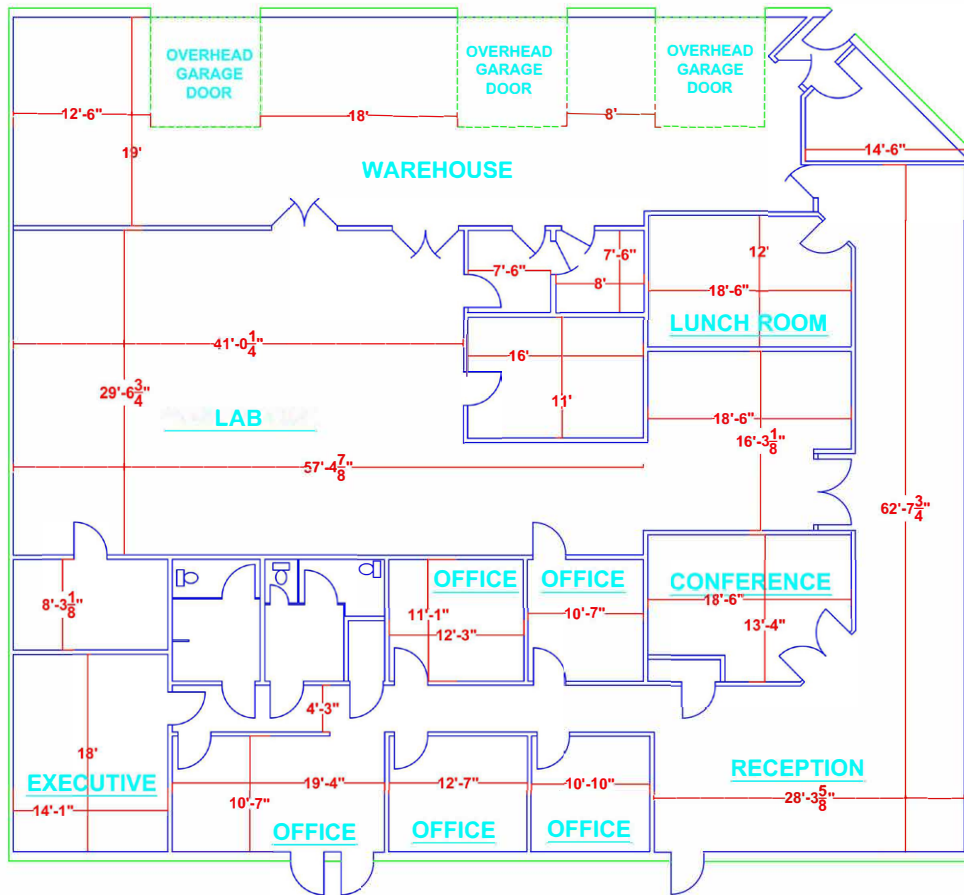 OVERHEAD
GARAGE
DOOR
OVERHEAD
GARAGE
DOOR
OVERHEAD
GARAGE
DOOR
12'-6"
18'
8'
19'
14'-6"
WAREHOUSE
7'-6"
7'-6"
8'
12'
18'-6"
LUNCH ROOM
41'-0 1/4
16'
29'-6 3/4"
11'
LAB
18'-6"
16'-3 1/8"
57'-4 7/8"
62'-7 3/4"
OFFICE
OFFICE
CONFERENCE
8'-3 1/8"
11'-1"
12'-3"
10'-7"
18'-6"
13'-4"
4'-3"
18'
EXECUTIVE
14'-1"
19'-4"
10'-7"
12'-7"
10'-10"
RECEPTION
28'-3 5/8"
OFFICE
OFFICE
OFFICE